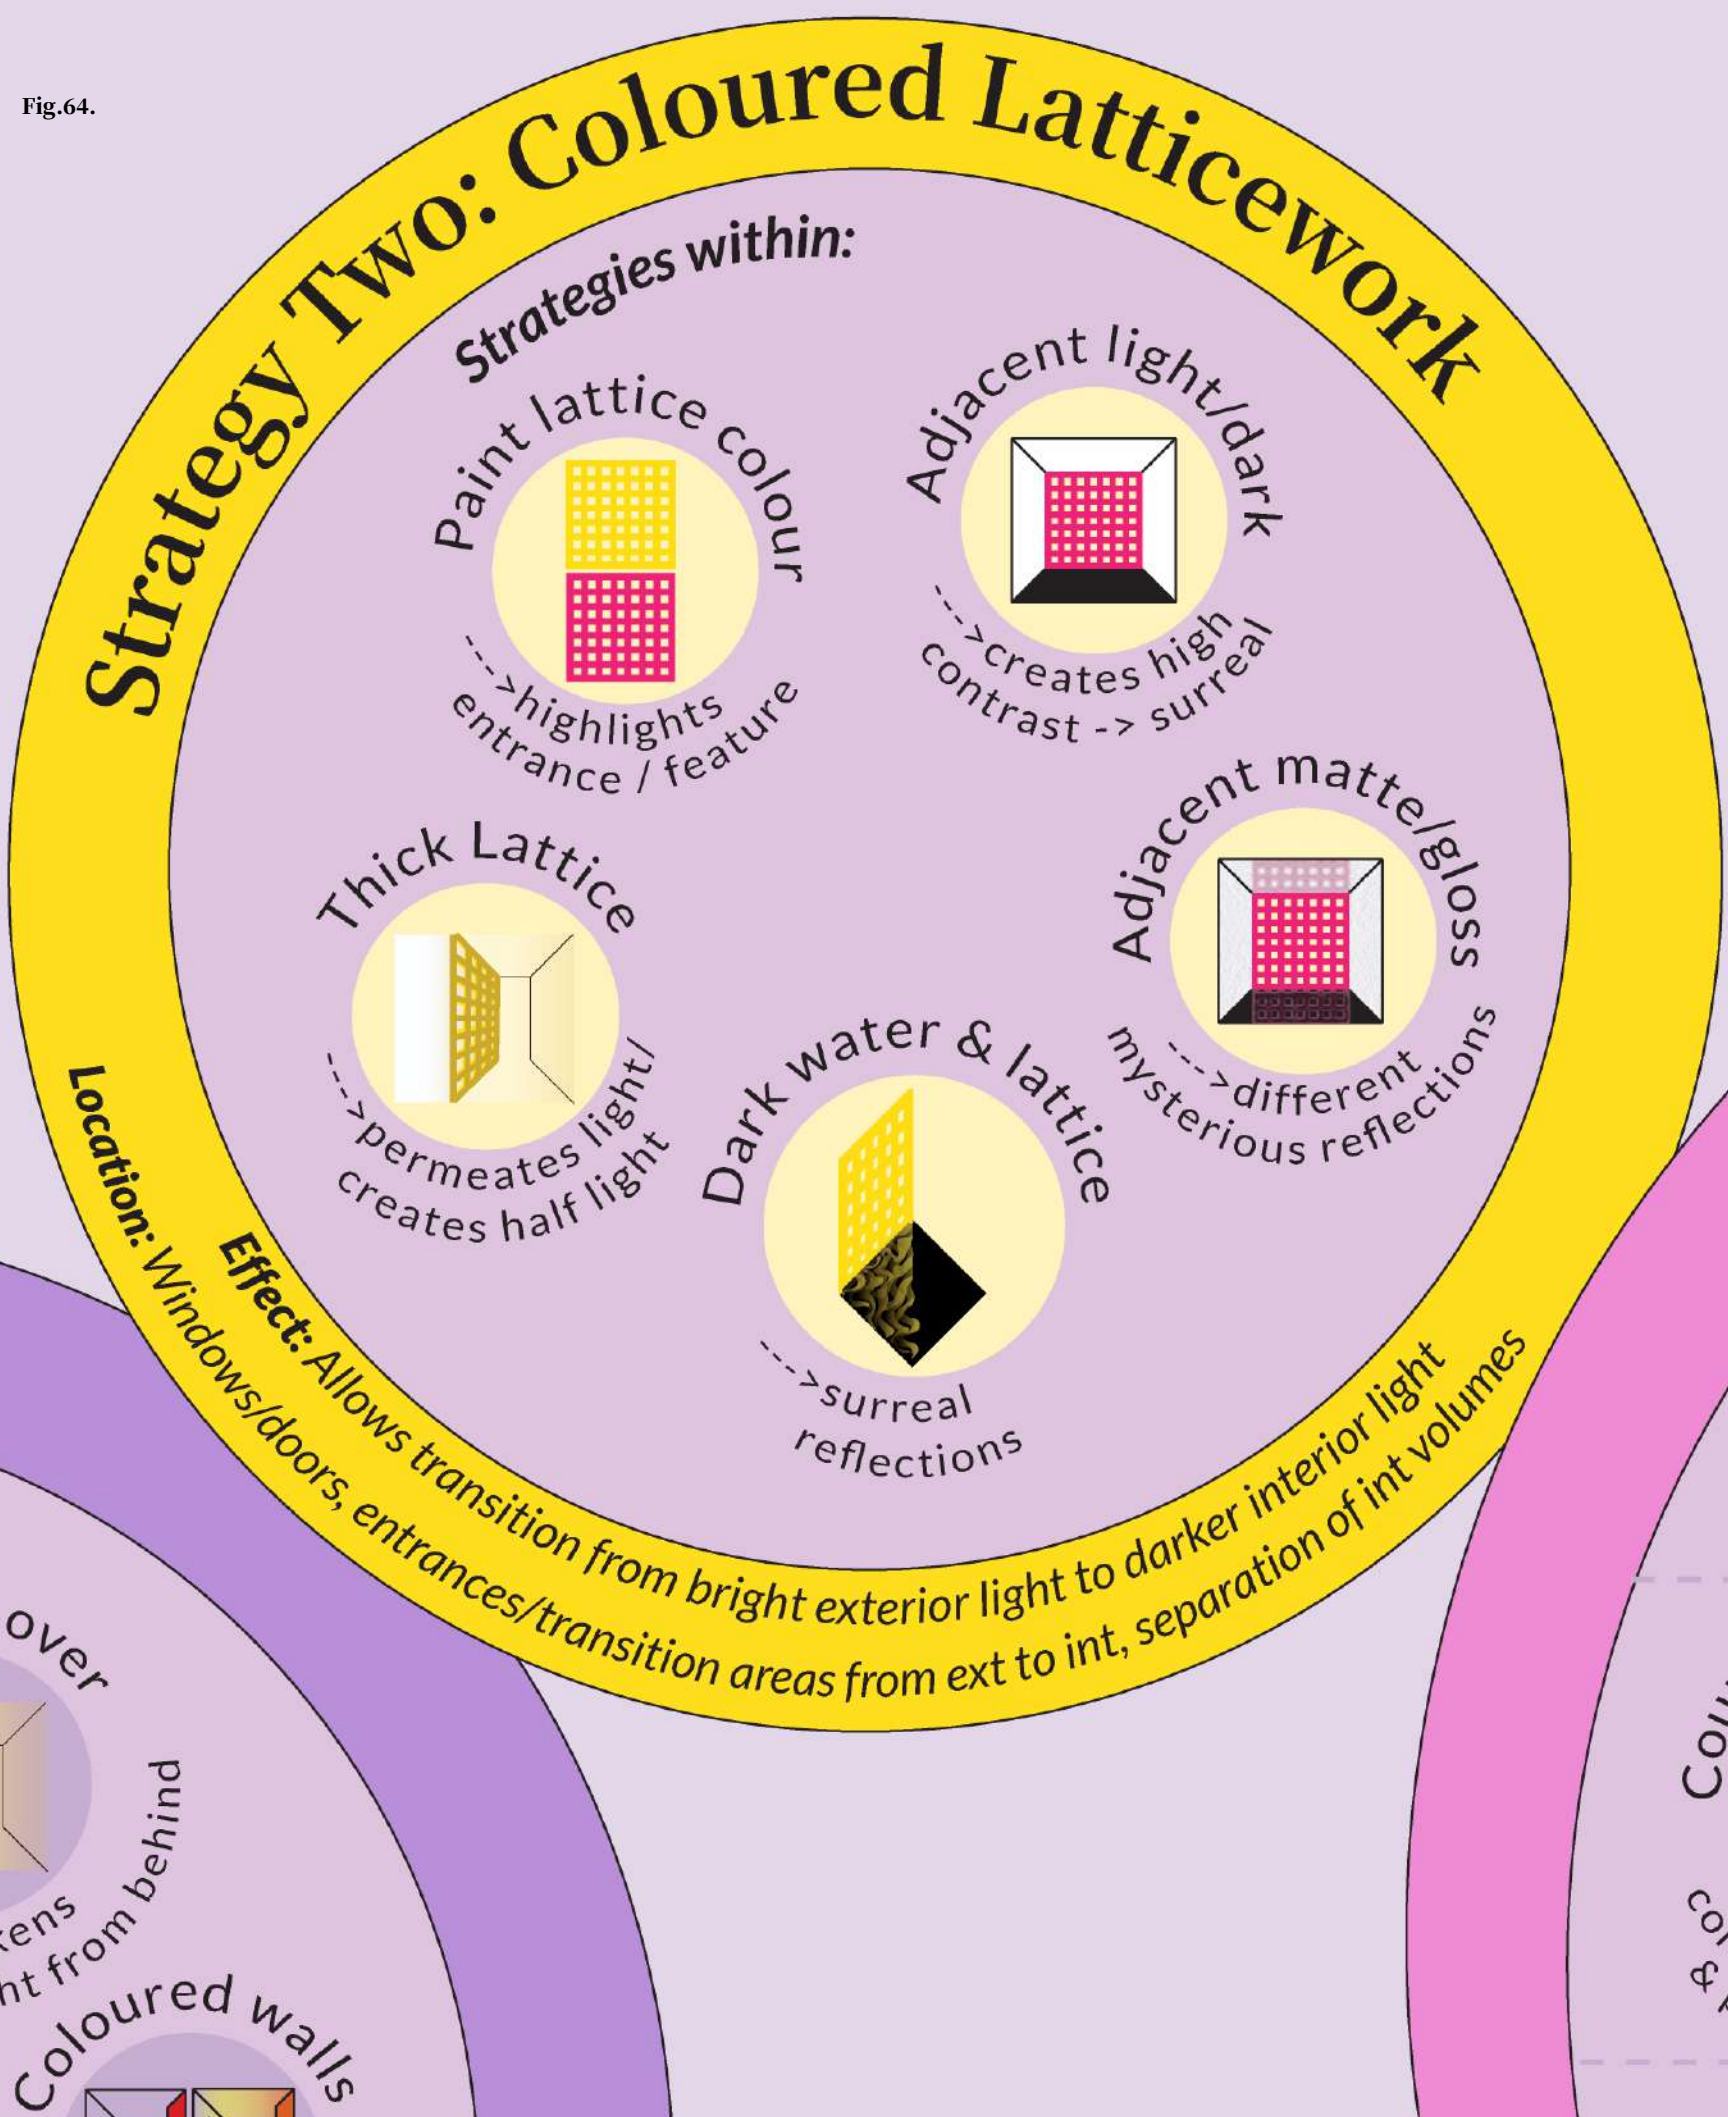 Fig.64.
Strategy Two: Coloured Latticework
Strategies within:
Paint lattice colour
---->highlights
entrance / feature
Adjacent light/dark
---->creates high
contrast -> surreal
Thick Lattice
---->permeates light/
creates half light
Adjacent matte/gloss
---->different
mysterious reflections
Dark water & lattice
---->surreal
reflections
Effect: Allows transition from bright exterior light to darker interior light
Location: Windows/doors, entrances/transition areas from ext to int, separation of int volumes
over
from behind
Coloured walls